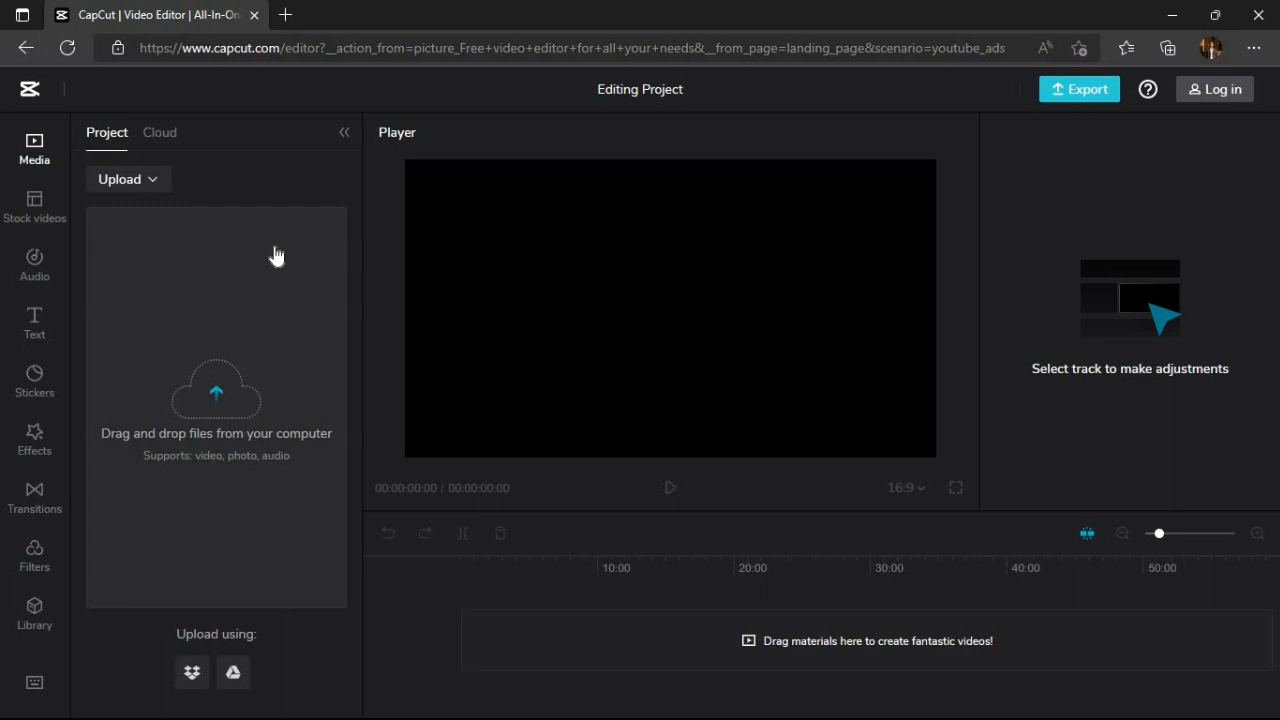 CapCut | Video Editor | All-In-On
https://www.capcut.com/editor?__action_from=picture_Free+video+editor+for+all+your+needs&__from_page=landing_page&scenario=youtube_ads
Editing Project
Export
Log in
Media
Stock videos
Audio
Text
Stickers
Effects
Transitions
Filters
Library
Project Cloud
Upload
Drag and drop files from your computer
Supports: video, photo, audio
Upload using:
Player
00:00:00:00 / 00:00:00:00
16:9
Select track to make adjustments
10:00 20:00 30:00 40:00 50:00
Drag materials here to create fantastic videos!